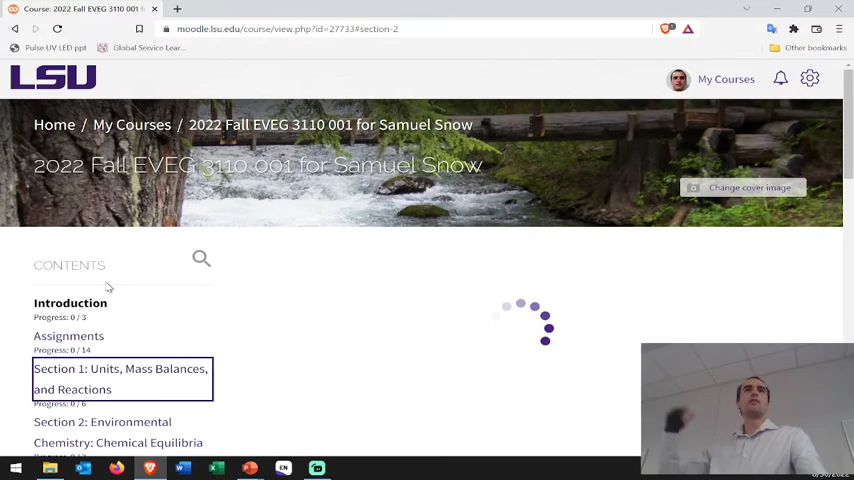 Course: 2022 Fall EVEG 3110 001 f
moodle.lsu.edu/course/view.php?id=27733#section-2
Pulse UV LED ppt
Global Service Lear...
Other bookmarks
LSU
My Courses
Home / My Courses / 2022 Fall EVEG 3110 001 for Samuel Snow
2022 Fall EVEG 3110 001 for Samuel Snow
Change cover image
CONTENTS
Introduction
Progress: 0 / 3
Assignments
Progress: 0 / 14
Section 1: Units, Mass Balances,
and Reactions
Progress: 0 / 6
Section 2: Environmental
Chemistry: Chemical Equilibria
EN